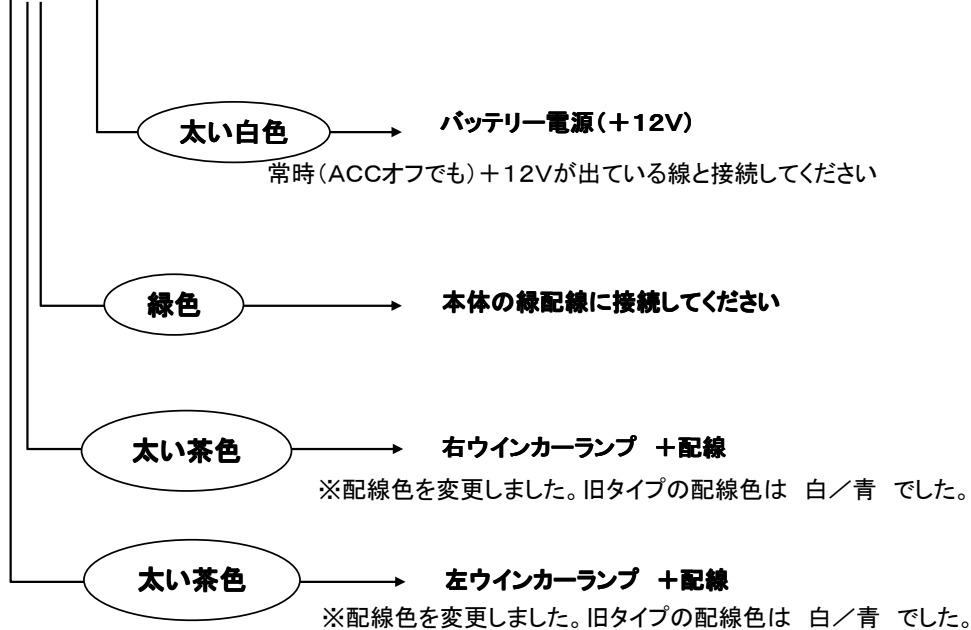 太い白色
バッテリー電源(+12V)
常時(ACCオフでも)+12Vが出ている線と接続してください
緑色
本体の緑配線に接続してください
太い茶色
右ウインカーランプ +配線
※配線色を変更しました。旧タイプの配線色は 白/青 でした。
太い茶色
左ウインカーランプ +配線
※配線色を変更しました。旧タイプの配線色は 白/青 でした。